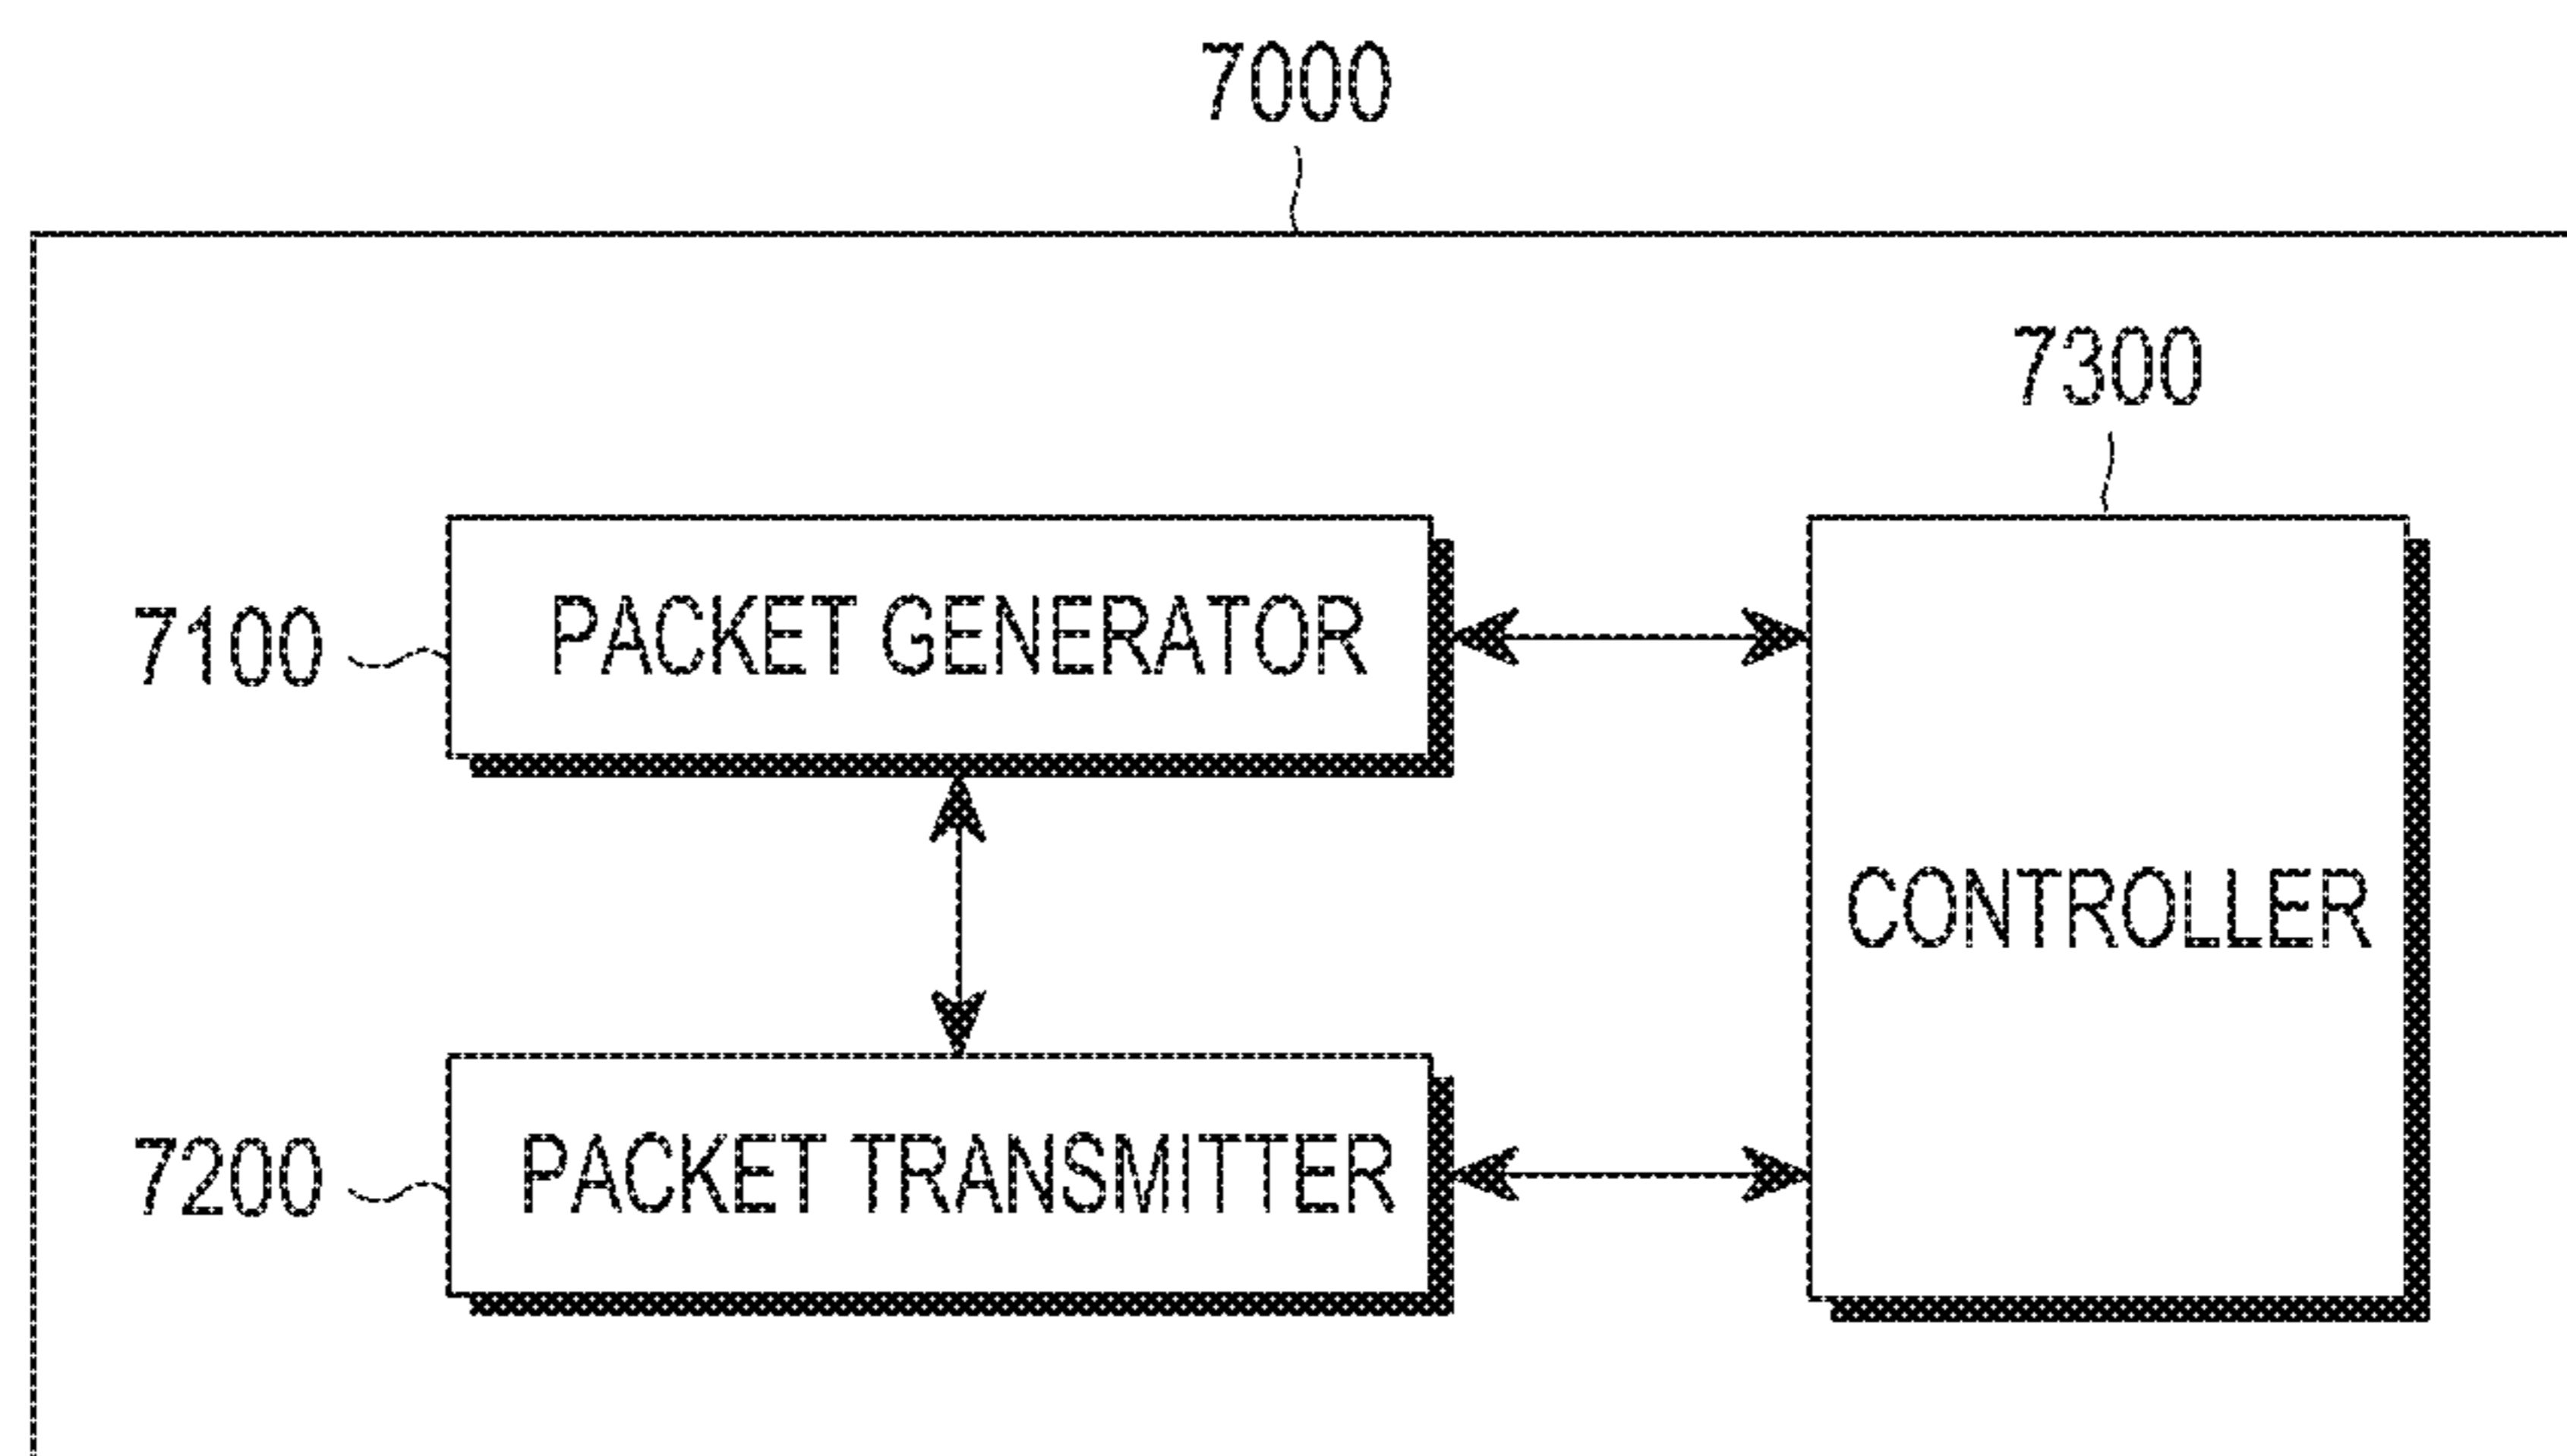 7000
7300
7100
PACKET GENERATOR
CONTROLLER
7200
PACKET TRANSMITTER